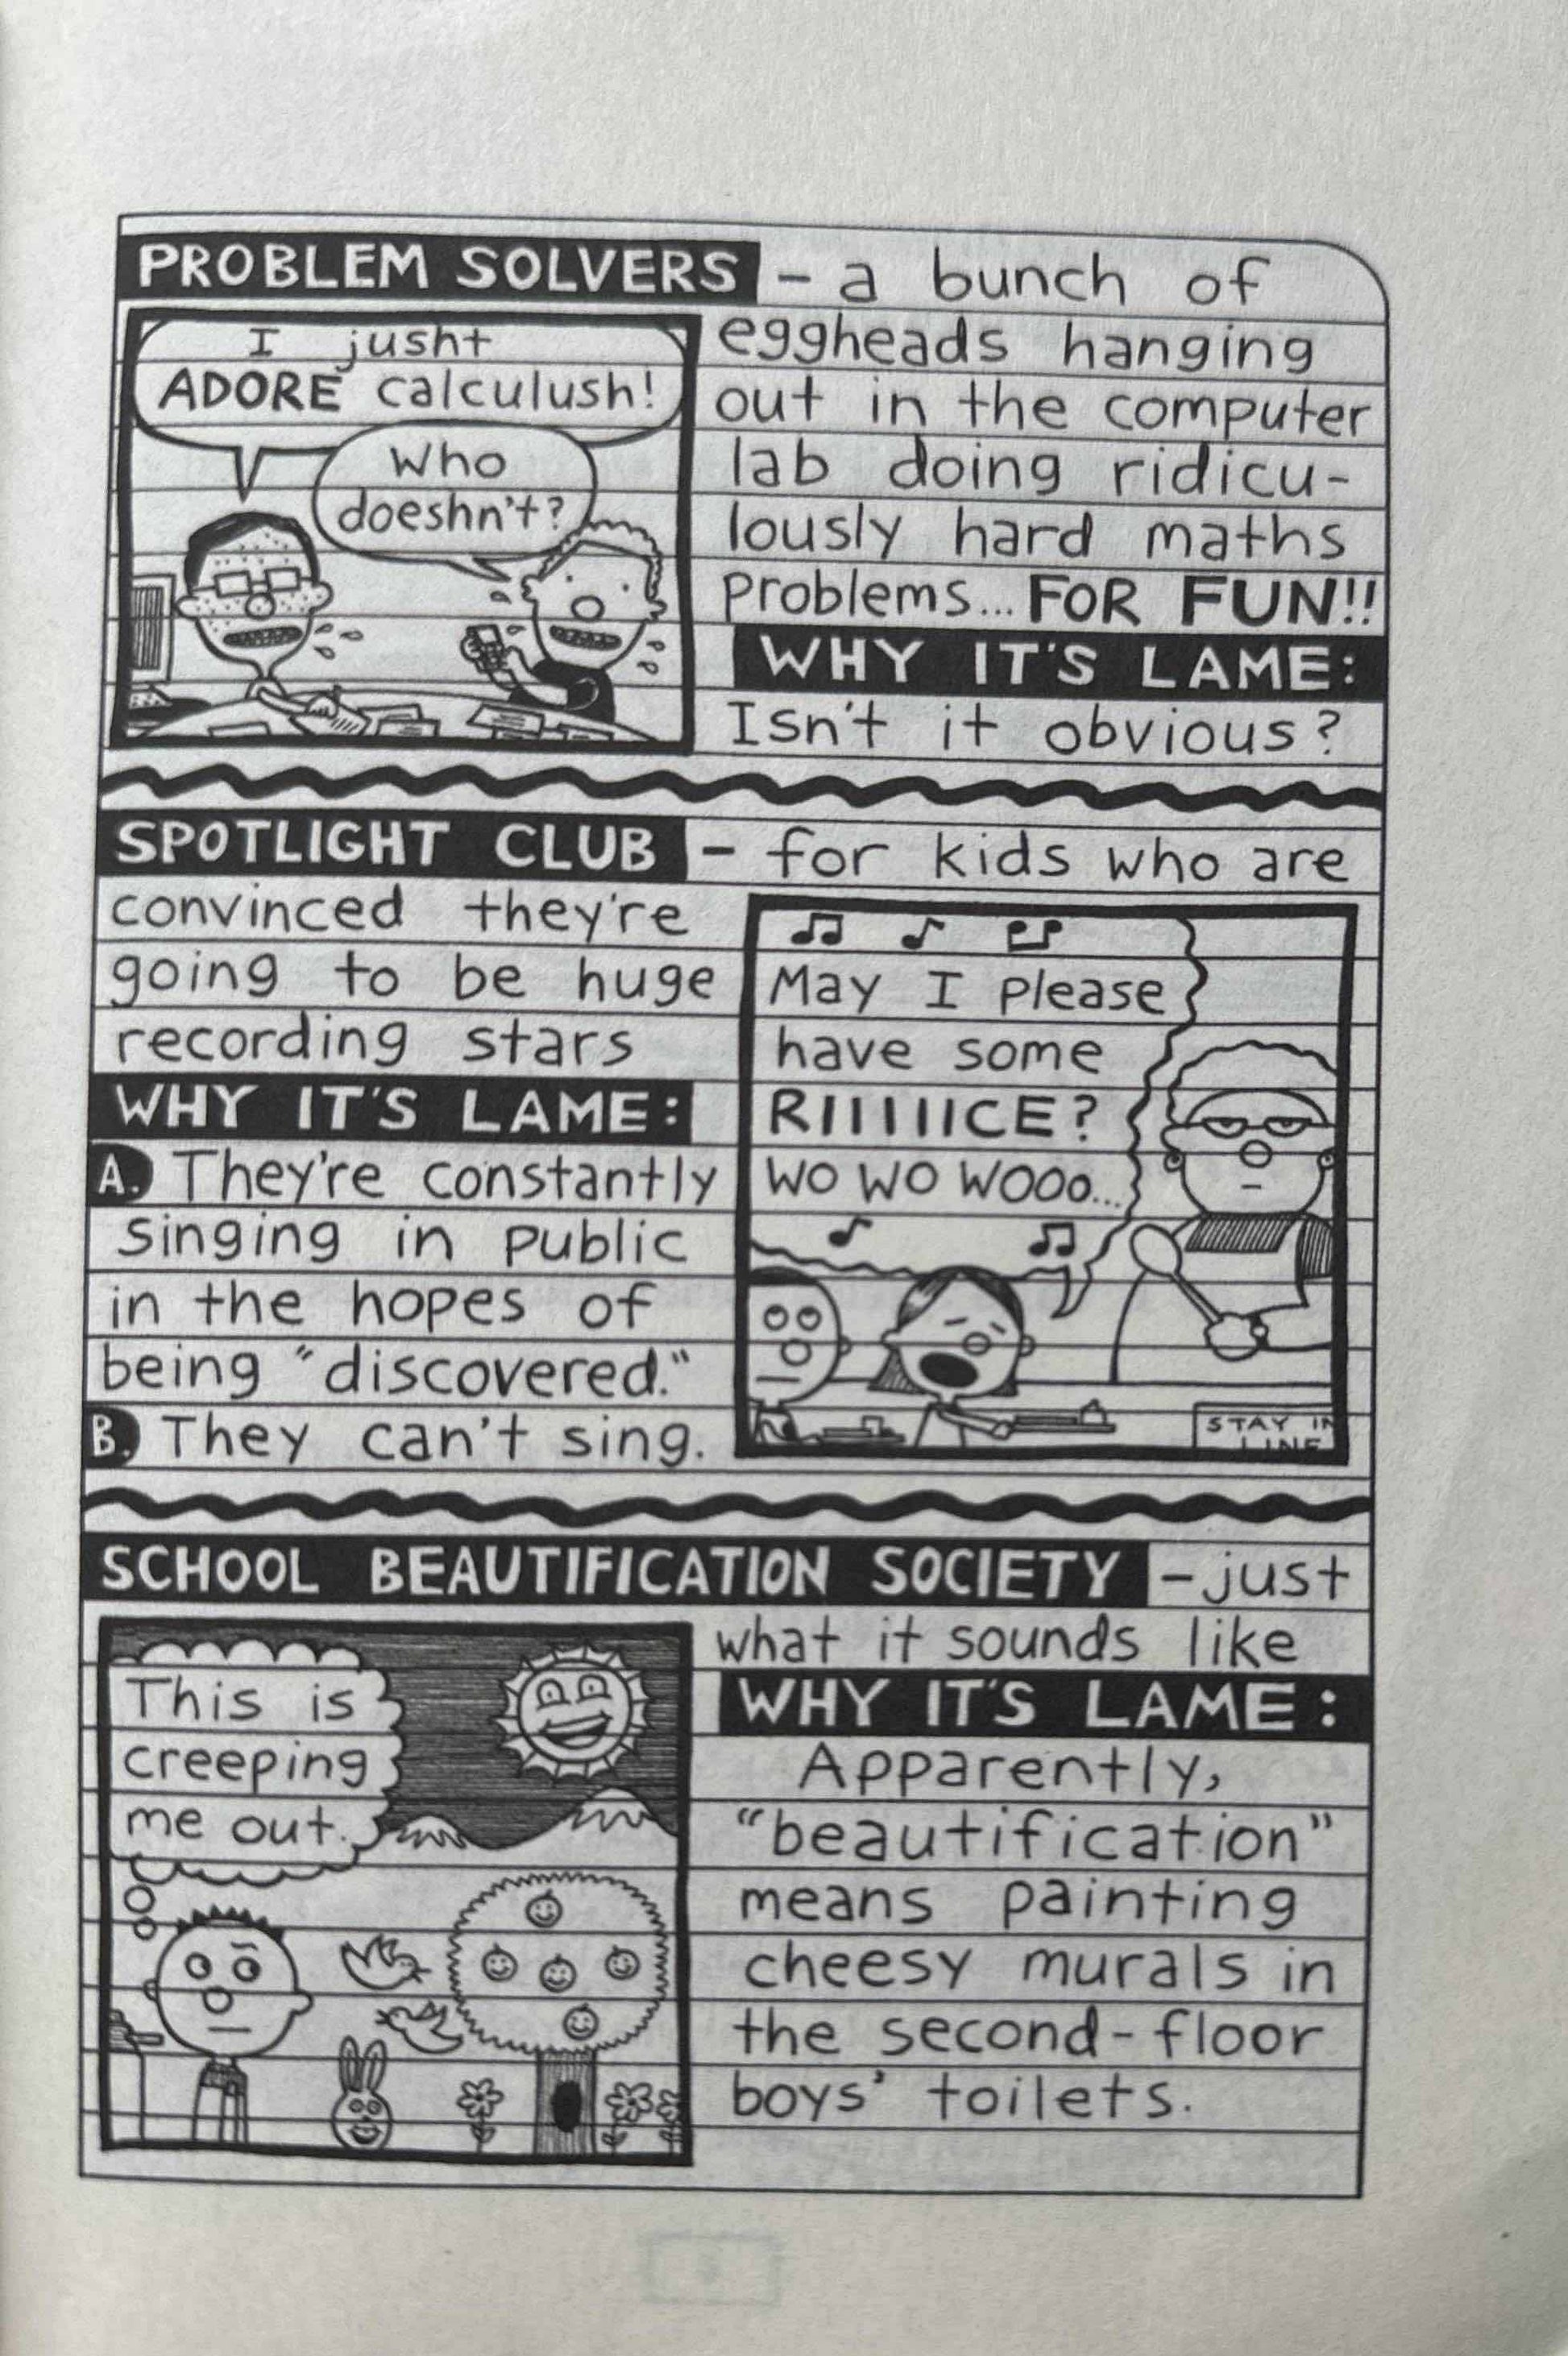 PROBLEM SOLVERS - a bunch of
I jusht
ADORE calculush!
Who
doeshn't?
eggheads hanging
out in the computer
lab doing ridicu-
lously hard maths
problems... FOR FUN!!
WHY IT'S LAME:
Isn't it obvious?
SPOTLIGHT CLUB - for kids who are
convinced they're
going to be huge
recording stars
WHY IT'S LAME:
A. They're constantly
singing in public
in the hopes of
being "discovered."
B. They can't sing.
May I please
have some
RIIIIIICE?
WO WO WOOo...
STAY IN
LINE
SCHOOL BEAUTIFICATION SOCIETY - just
This is
creeping
me out.
what it sounds like
WHY IT'S LAME:
Apparently,
"beautification"
means painting
cheesy murals in
the second-floor
boys' toilets.